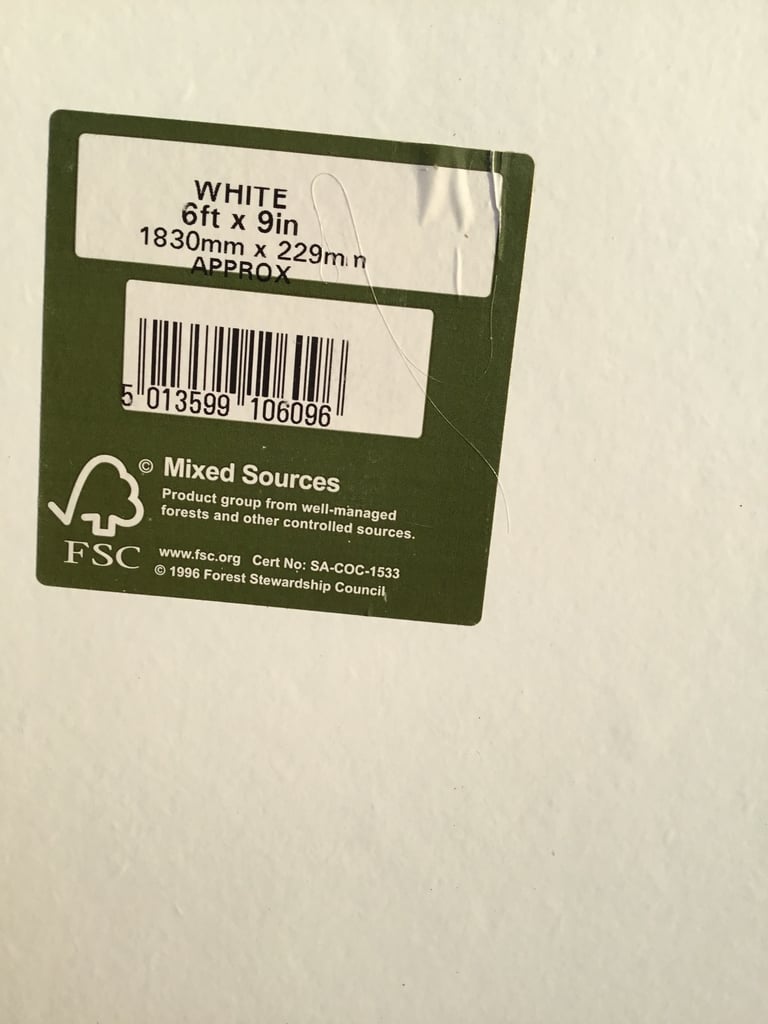 WHITE
6ft x 9in
1830mm x 229mm
APPROX
5 013599 106096
© Mixed Sources
Product group from well-managed
forests and other controlled sources.
FSC
www.fsc.org Cert No: SA-COC-1533
© 1996 Forest Stewardship Council